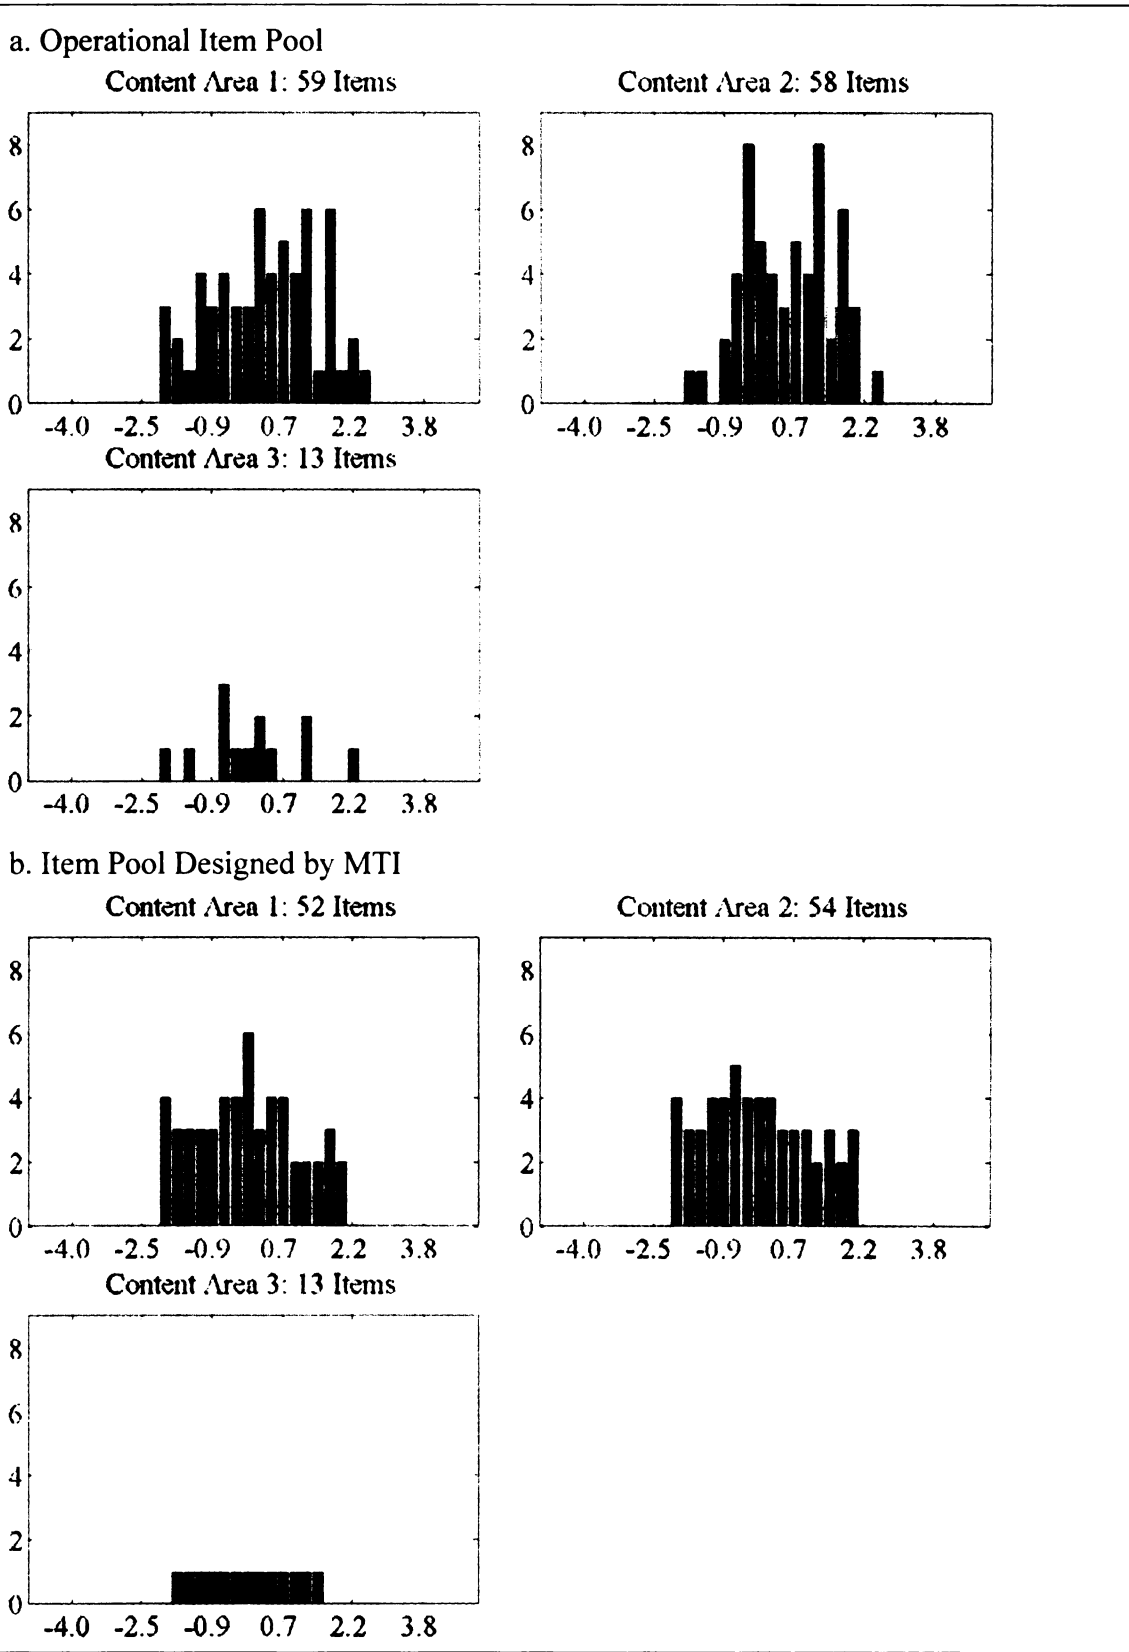 a. Operational Item Pool
Content Area 1: 59 Items
8
6
4
2
0
-4.0 -2.5 -0.9 0.7 2.2 3.8
Content Area 2: 58 Items
8
6
4
2
0
-4.0 -2.5 -0.9 0.7 2.2 3.8
Content Area 3: 13 Items
8
6
4
2
0
-4.0 -2.5 -0.9 0.7 2.2 3.8
b. Item Pool Designed by MTI
Content Area 1: 52 Items
8
6
4
2
0
-4.0 -2.5 -0.9 0.7 2.2 3.8
Content Area 2: 54 Items
8
6
4
2
0
-4.0 -2.5 -0.9 0.7 2.2 3.8
Content Area 3: 13 Items
8
6
4
2
0
-4.0 -2.5 -0.9 0.7 2.2 3.8